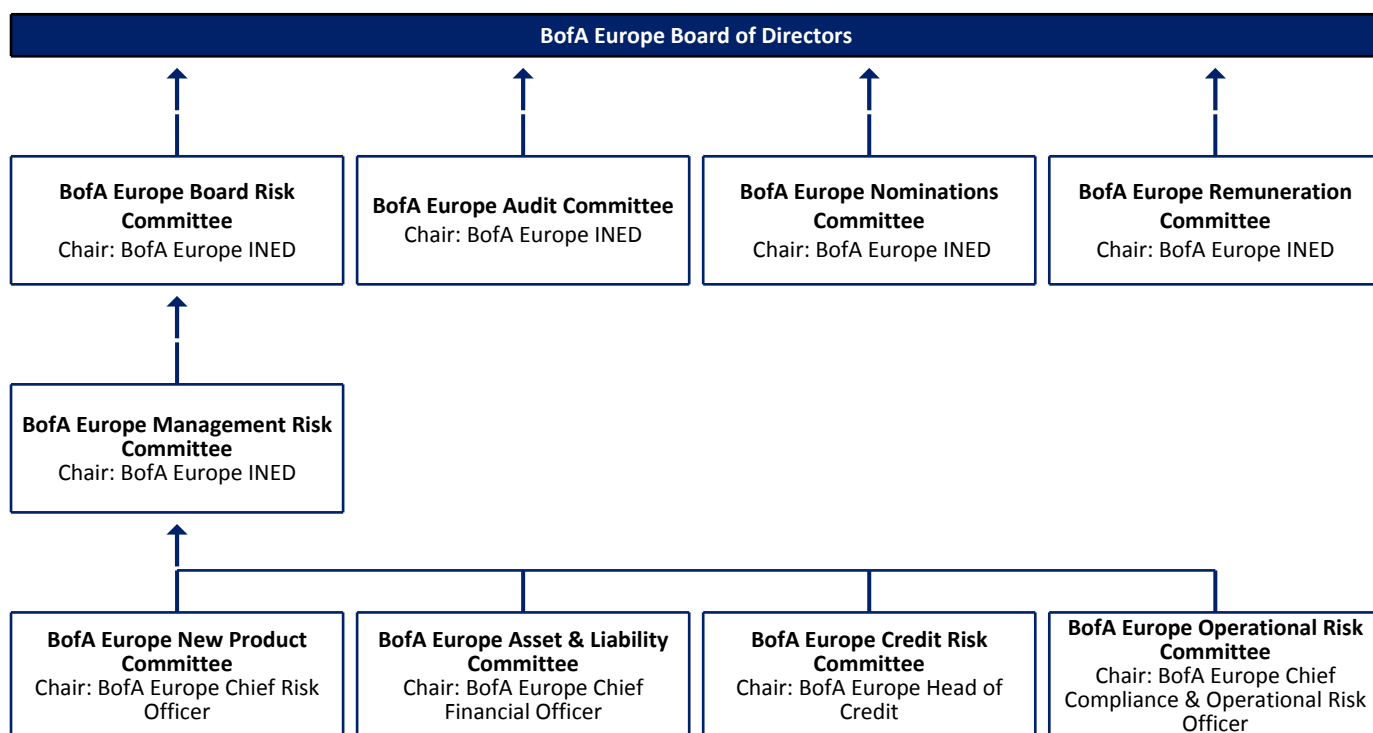 BofA Europe Board of Directors
BofA Europe Board Risk
Committee
Chair: BofA Europe INED
BofA Europe Audit Committee
Chair: BofA Europe INED
BofA Europe Nominations
Committee
Chair: BofA Europe INED
BofA Europe Remuneration
Committee
Chair: BofA Europe INED
BofA Europe Management Risk
Committee
Chair: BofA Europe INED
BofA Europe New Product
Committee
Chair: BofA Europe Chief Risk
Officer
BofA Europe Asset & Liability
Committee
Chair: BofA Europe Chief
Financial Officer
BofA Europe Credit Risk
Committee
Chair: BofA Europe Head of
Credit
BofA Europe Operational Risk
Committee
Chair: BofA Europe Chief
Compliance & Operational Risk
Officer